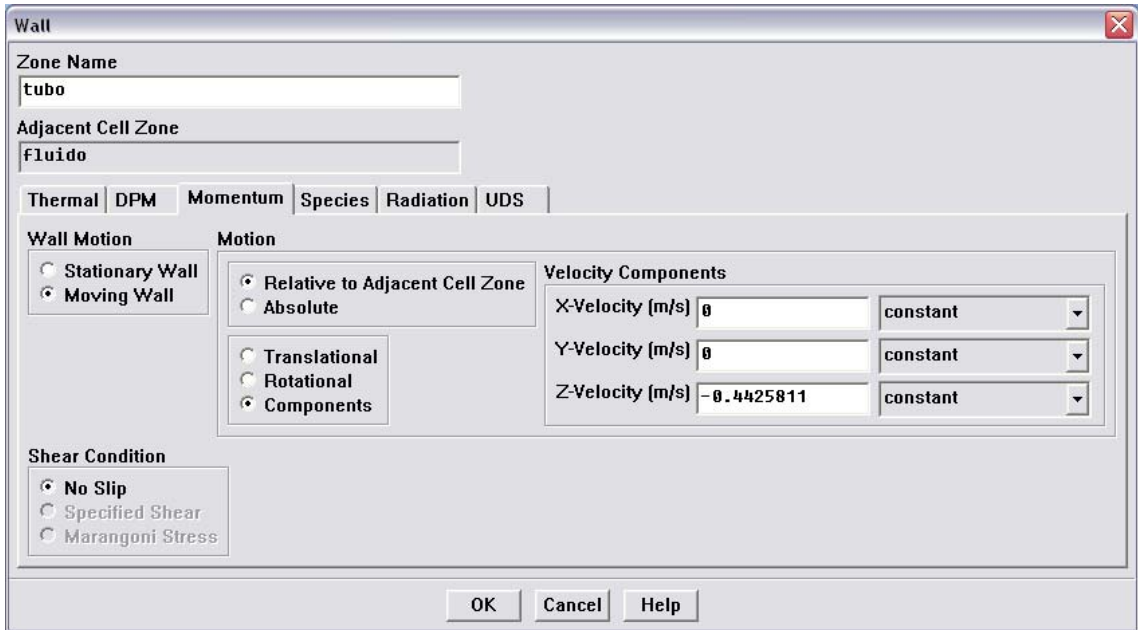 Wall
Zone Name
tubo
Adjacent Cell Zone
fluido
Thermal DPM Momentum Species Radiation UDS
Wall Motion
Stationary Wall
Moving Wall
Motion
Relative to Adjacent Cell Zone
Absolute
Translational
Rotational
Components
Velocity Components
X-Velocity (m/s) 0 constant
Y-Velocity (m/s) 0 constant
Z-Velocity (m/s) -0.4425811 constant
Shear Condition
No Slip
Specified Shear
Marangoni Stress
OK Cancel Help